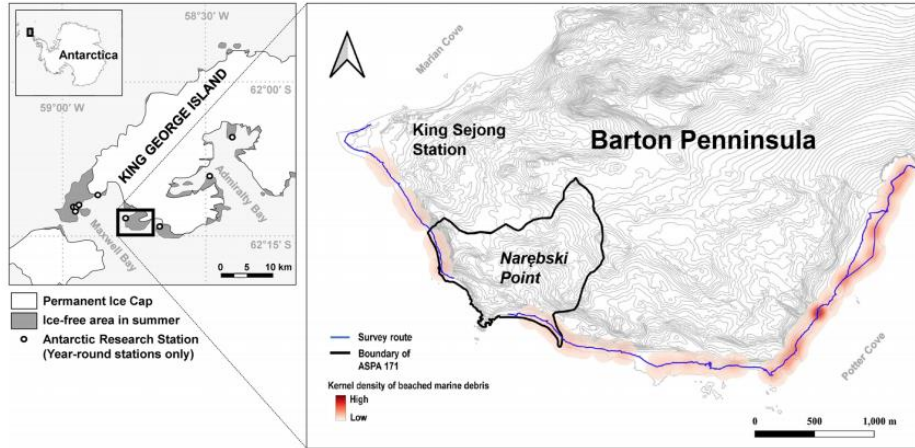 58°30' W
Antarctica
59°00' W
62°00' S
KING GEORGE ISLAND
Admiralty Bay
Maxwell Bay
62°15' S
0 5 10 km
Permanent Ice Cap
Ice-free area in summer
Antarctic Research Station
(Year-round stations only)
Marian Cove
King Sejong
Station
Barton Penninsula
Narębski
Point
Survey route
Boundary of
ASPA 171
Kernel density of beached marine debris
High
Low
Potter Cove
0 500 1,000 m